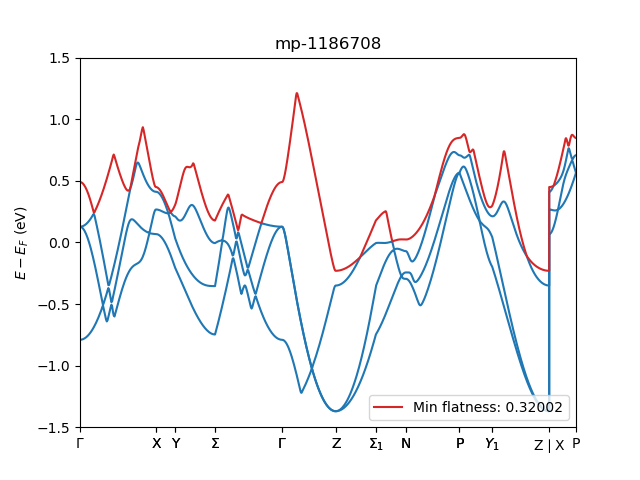 mp-1186708
E − E_F (eV)
1.5
1.0
0.5
0.0
−0.5
−1.0
−1.5
Min flatness: 0.32002
Γ X Y Σ Γ Z Σ₁ N P Y₁ Z | X P